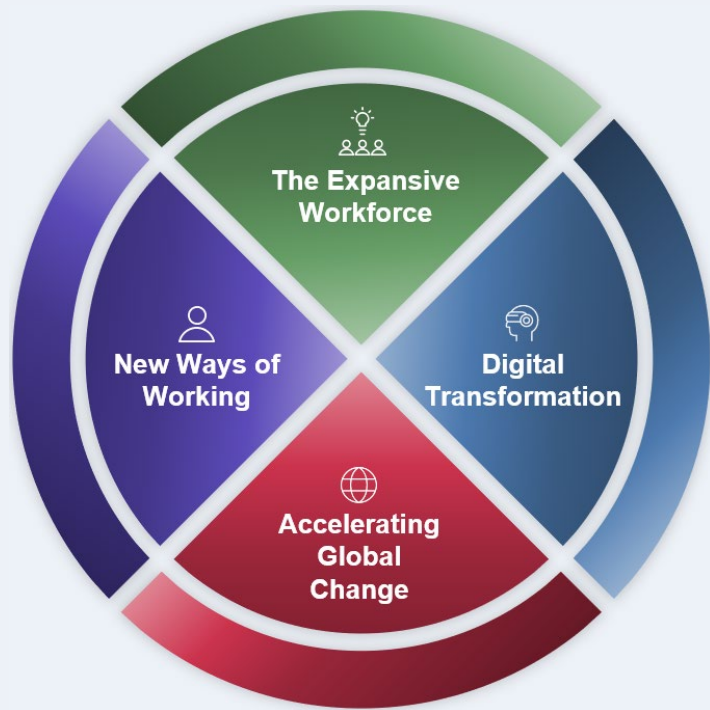 The Expansive
Workforce
New Ways of
Working
Digital
Transformation
Accelerating
Global
Change